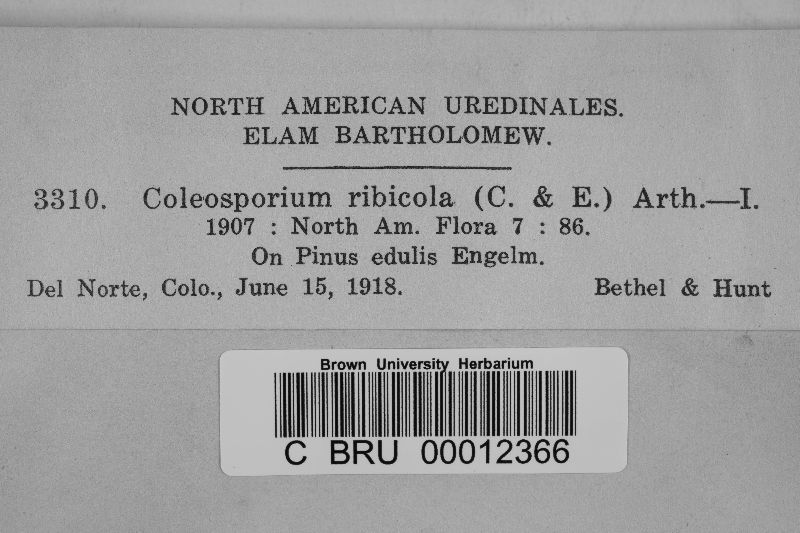 NORTH AMERICAN UREDINALES.
ELAM BARTHOLOMEW.
3310. Coleosporium ribicola (C. & E.) Arth.—I.
1907 : North Am. Flora 7 : 86.
On Pinus edulis Engelm.
Del Norte, Colo., June 15, 1918. Bethel & Hunt
Brown University Herbarium
C BRU 00012366